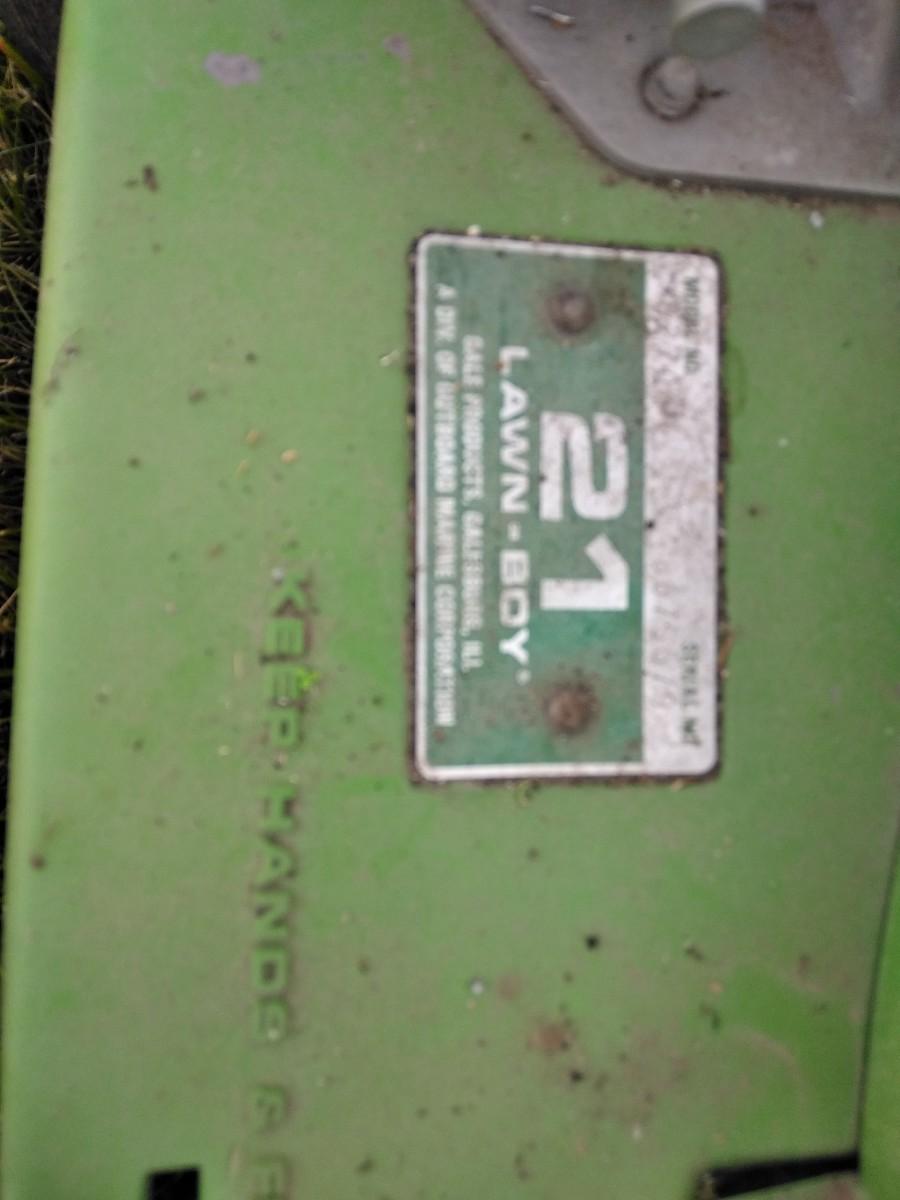 MODEL NO.
SERIAL NO.
21
LAWN-BOY®
GALE PRODUCTS, GALESBURG, ILL.
A DIV. OF OUTBOARD MARINE CORPORATION
KEEP HANDS &